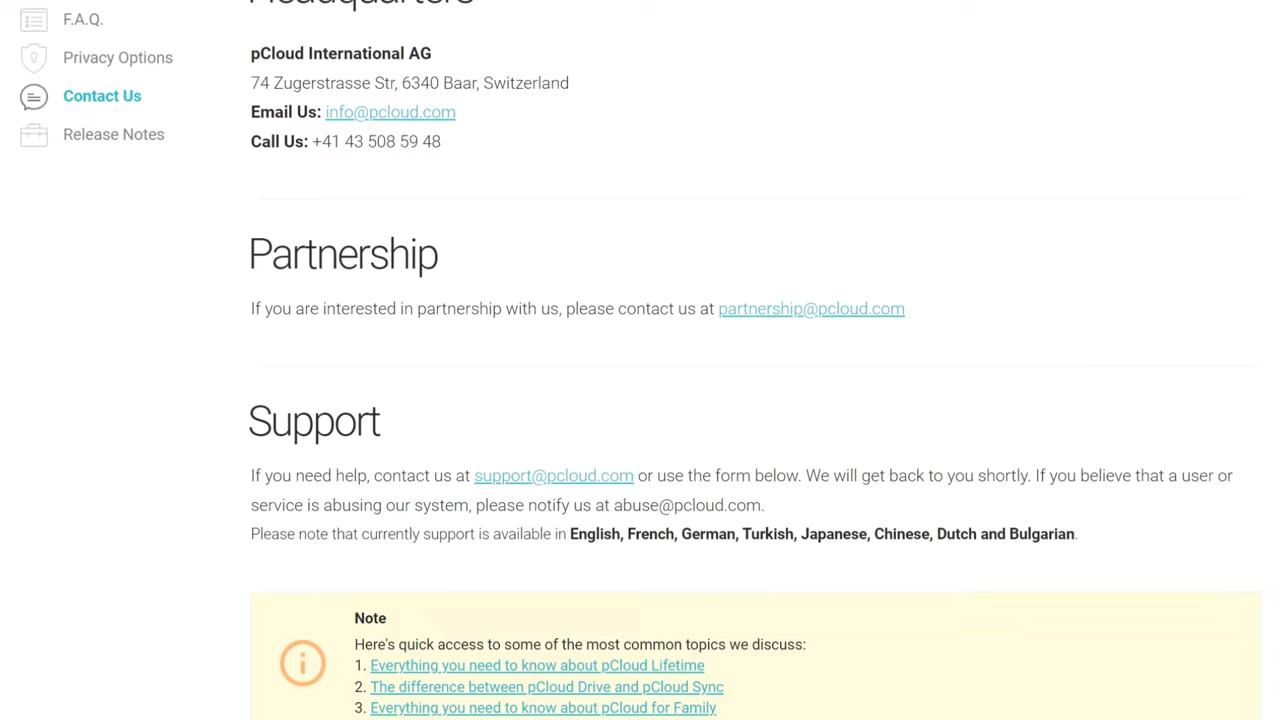 F.A.Q.
Privacy Options
Contact Us
Release Notes
Headquarters
pCloud International AG
74 Zugerstrasse Str, 6340 Baar, Switzerland
Email Us: info@pcloud.com
Call Us: +41 43 508 59 48
Partnership
If you are interested in partnership with us, please contact us at partnership@pcloud.com
Support
If you need help, contact us at support@pcloud.com or use the form below. We will get back to you shortly. If you believe that a user or
service is abusing our system, please notify us at abuse@pcloud.com.
Please note that currently support is available in English, French, German, Turkish, Japanese, Chinese, Dutch and Bulgarian.
Note
Here's quick access to some of the most common topics we discuss:
1. Everything you need to know about pCloud Lifetime
2. The difference between pCloud Drive and pCloud Sync
3. Everything you need to know about pCloud for Family